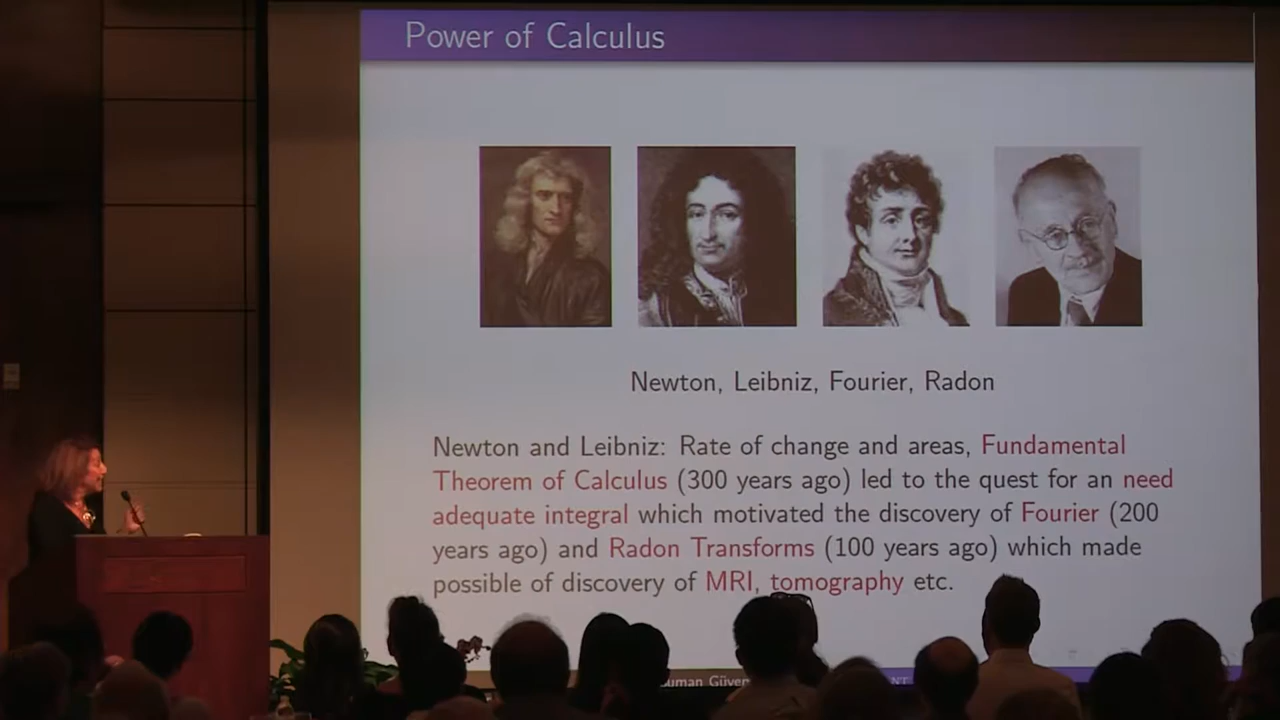 Power of Calculus
Newton, Leibniz, Fourier, Radon
Newton and Leibniz: Rate of change and areas, Fundamental
Theorem of Calculus (300 years ago) led to the quest for an need
adequate integral which motivated the discovery of Fourier (200
years ago) and Radon Transforms (100 years ago) which made
possible of discovery of MRI, tomography etc.